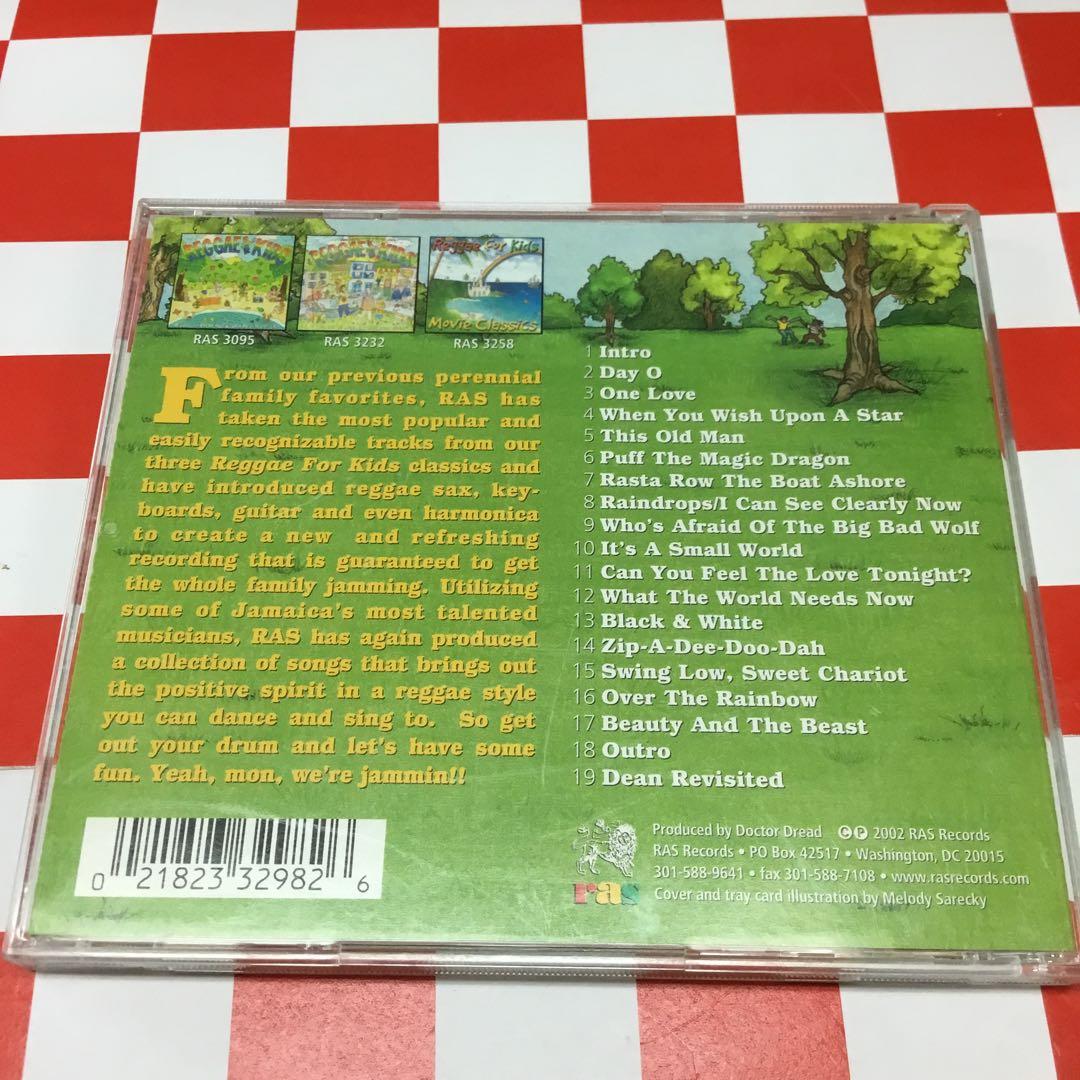 REGGAE FOR KIDS
REGGAE FOR KIDS
Reggae For Kids
Movie Classics
RAS 3095
RAS 3232
RAS 3258
From our previous perennial
family favorites, RAS has
taken the most popular and
easily recognizable tracks from our
three Reggae For Kids classics and
have introduced reggae sax, key-
boards, guitar and even harmonica
to create a new and refreshing
recording that is guaranteed to get
the whole family jamming. Utilizing
some of Jamaica's most talented
musicians, RAS has again produced
a collection of songs that brings out
the positive spirit in a reggae style
you can dance and sing to. So get
out your drum and let's have some
fun. Yeah, mon, we're jammin!!
1 Intro
2 Day O
3 One Love
4 When You Wish Upon A Star
5 This Old Man
6 Puff The Magic Dragon
7 Rasta Row The Boat Ashore
8 Raindrops/I Can See Clearly Now
9 Who's Afraid Of The Big Bad Wolf
10 It's A Small World
11 Can You Feel The Love Tonight?
12 What The World Needs Now
13 Black & White
14 Zip-A-Dee-Doo-Dah
15 Swing Low, Sweet Chariot
16 Over The Rainbow
17 Beauty And The Beast
18 Outro
19 Dean Revisited
0 21823 32982 6
ras
Produced by Doctor Dread ©℗ 2002 RAS Records
RAS Records • PO Box 42517 • Washington, DC 20015
301-588-9641 • fax 301-588-7108 • www.rasrecords.com
Cover and tray card illustration by Melody Sarecky